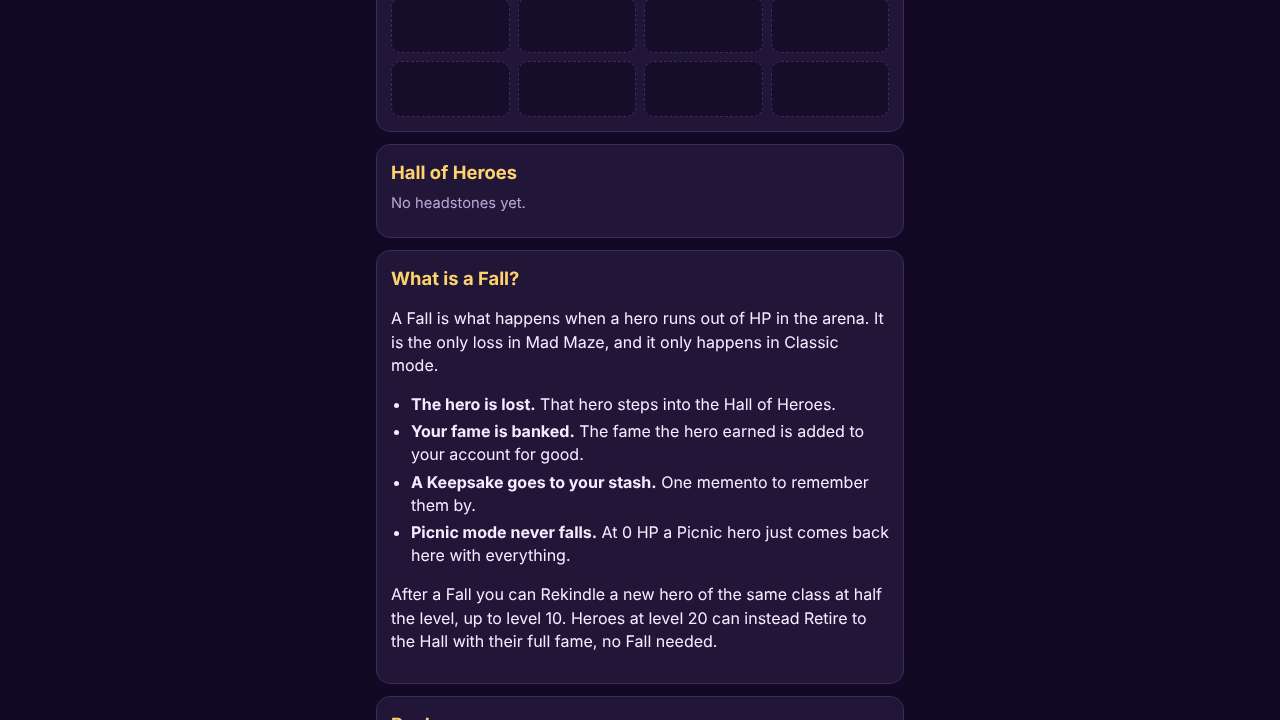 Hall of Heroes
No headstones yet.
What is a Fall?
A Fall is what happens when a hero runs out of HP in the arena. It
is the only loss in Mad Maze, and it only happens in Classic
mode.
• The hero is lost. That hero steps into the Hall of Heroes.
• Your fame is banked. The fame the hero earned is added to
your account for good.
• A Keepsake goes to your stash. One memento to remember
them by.
• Picnic mode never falls. At 0 HP a Picnic hero just comes back
here with everything.
After a Fall you can Rekindle a new hero of the same class at half
the level, up to level 10. Heroes at level 20 can instead Retire to
the Hall with their full fame, no Fall needed.